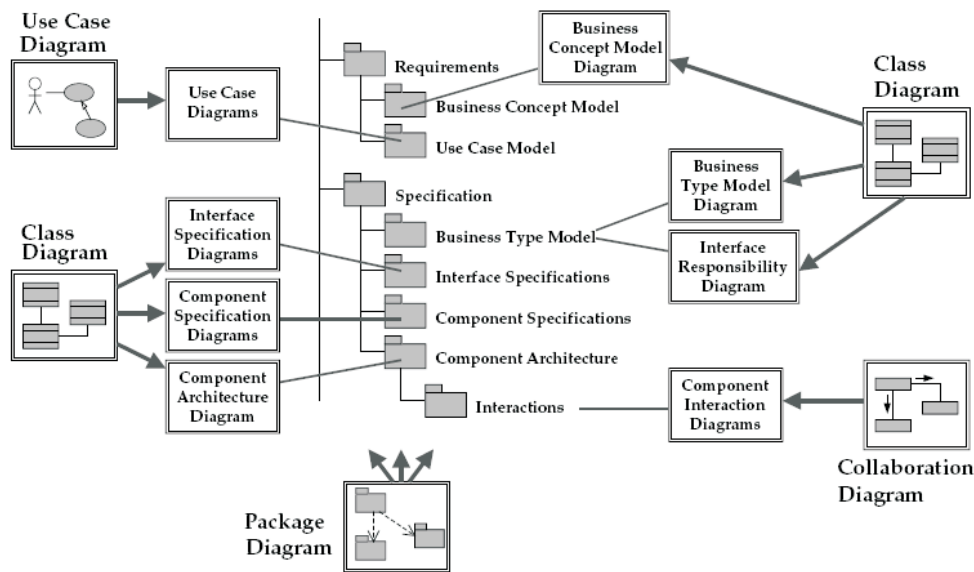 Use Case
Diagram
Use Case
Diagrams
Requirements
Business Concept Model
Use Case Model
Business
Concept Model
Diagram
Class
Diagram
Specification
Business Type Model
Interface Specifications
Component Specifications
Component Architecture
Interactions
Business
Type Model
Diagram
Interface
Responsibility
Diagram
Class
Diagram
Interface
Specification
Diagrams
Component
Specification
Diagrams
Component
Architecture
Diagram
Component
Interaction
Diagrams
Collaboration
Diagram
Package
Diagram